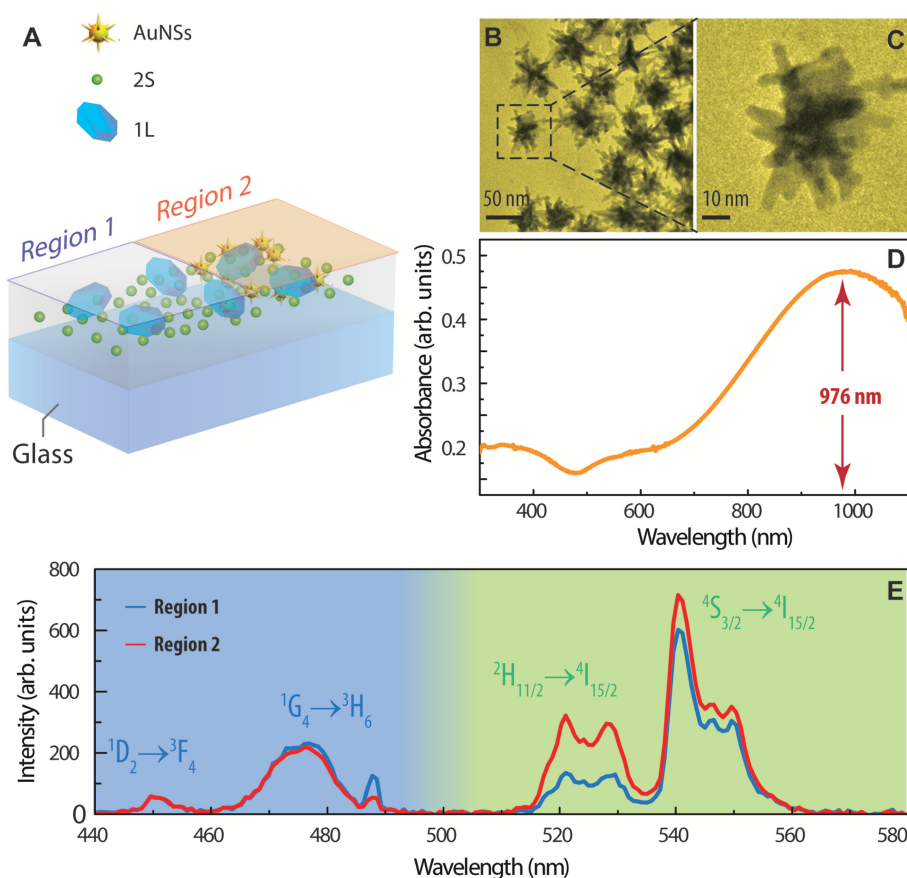 A
AuNSs
2S
1L
Region 1
Region 2
Glass
B
50 nm
C
10 nm
D
0.5
0.4
0.3
0.2
Absorbance (arb. units)
976 nm
400
600
800
1000
Wavelength (nm)
E
800
600
400
200
0
Intensity (arb. units)
Region 1
Region 2
¹D₂→³F₄
¹G₄→³H₆
²H₁₁/₂→⁴I₁₅/₂
⁴S₃/₂→⁴I₁₅/₂
440
460
480
500
520
540
560
580
Wavelength (nm)